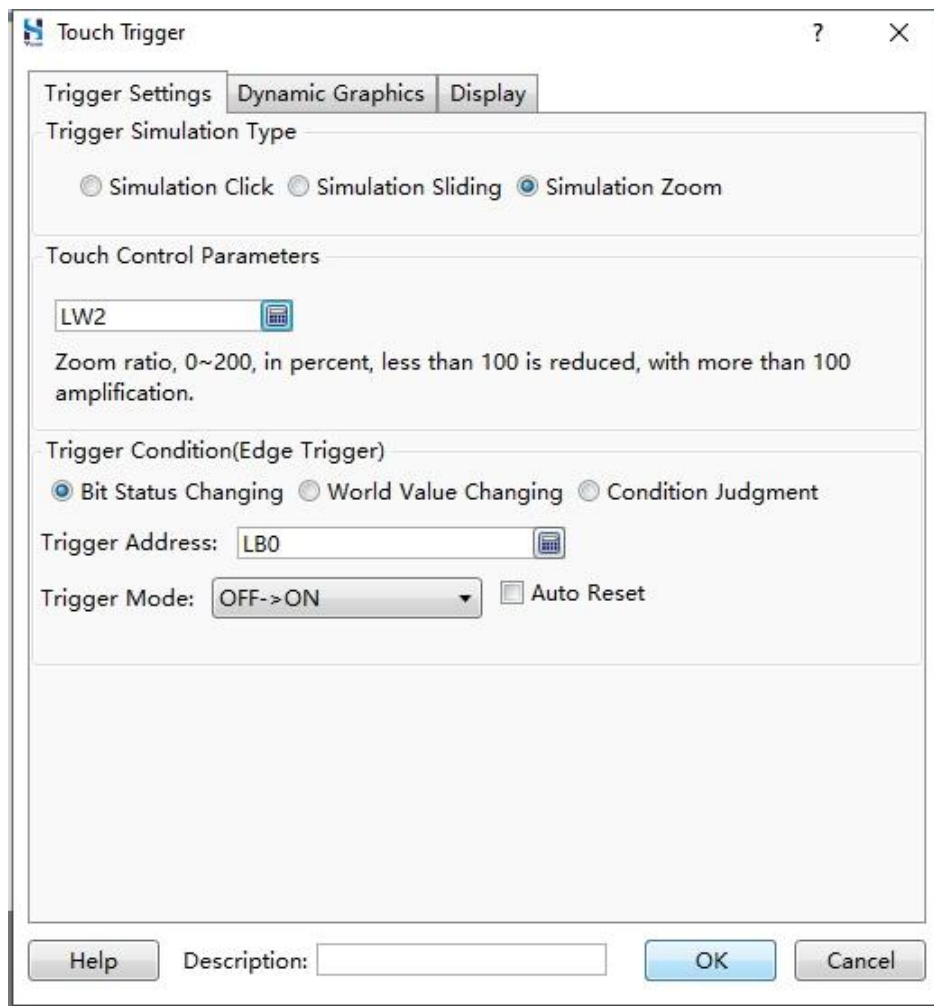 Touch Trigger
? ×
Trigger Settings Dynamic Graphics Display
Trigger Simulation Type
Simulation Click Simulation Sliding Simulation Zoom
Touch Control Parameters
LW2
Zoom ratio, 0~200, in percent, less than 100 is reduced, with more than 100
amplification.
Trigger Condition(Edge Trigger)
Bit Status Changing World Value Changing Condition Judgment
Trigger Address: LB0
Trigger Mode: OFF->ON Auto Reset
Help Description: OK Cancel